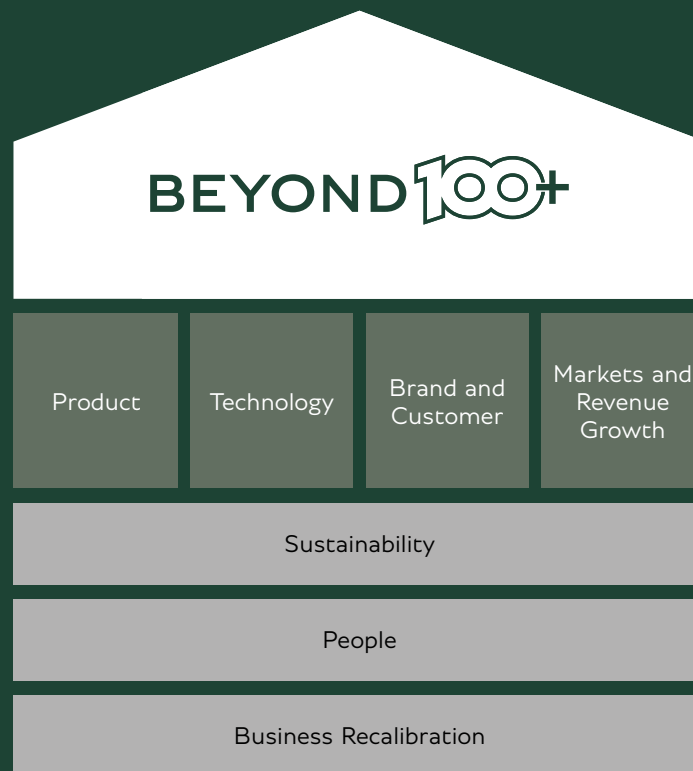 BEYOND100+
Product
Technology
Brand and
Customer
Markets and
Revenue
Growth
Sustainability
People
Business Recalibration